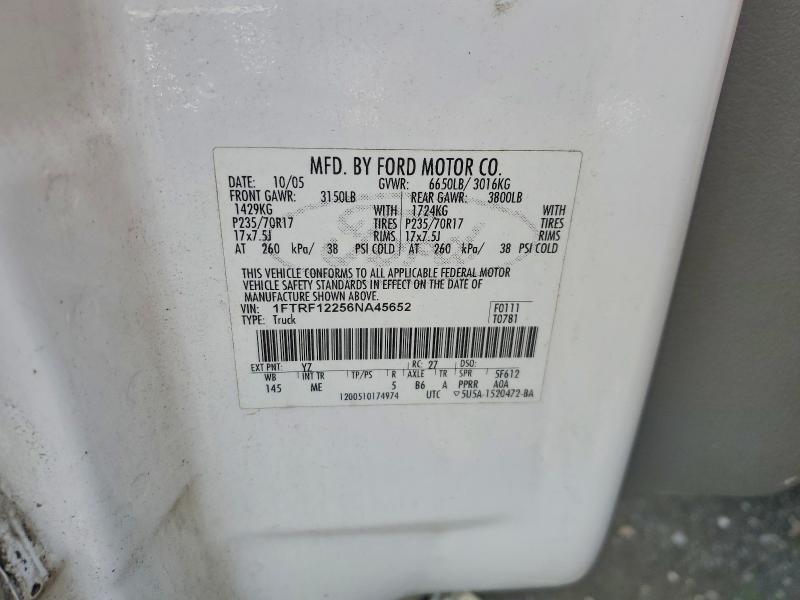 MFD. BY FORD MOTOR CO.
DATE: 10/05 GVWR: 6650LB/ 3016KG
FRONT GAWR: 3150LB REAR GAWR: 3800LB
1429KG WITH 1724KG WITH
P235/70R17 TIRES P235/70R17 TIRES
17x7.5J RIMS 17x7.5J RIMS
AT 260 kPa/ 38 PSI COLD AT 260 kPa/ 38 PSI COLD
THIS VEHICLE CONFORMS TO ALL APPLICABLE FEDERAL MOTOR
VEHICLE SAFETY STANDARDS IN EFFECT ON THE DATE OF
MANUFACTURE SHOWN ABOVE.
VIN: 1FTRF12256NA45652 F0111
TYPE: Truck T0781
EXT PNT: YZ RC: 27 DSO:
WB INT TR TP/PS R AXLE TR SPR 5F612
145 ME 5 B6 A PPRR AOA
1200510174974 UTC 5U5A-1520472-BA